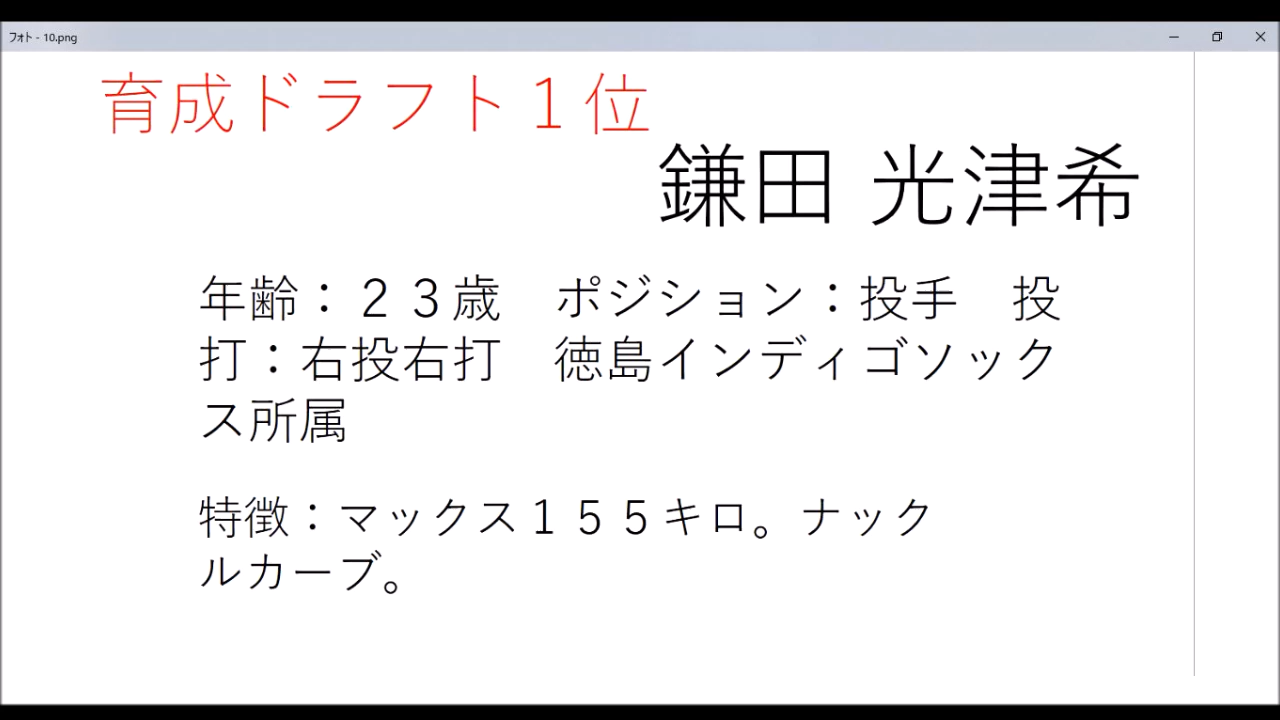 フォト - 10.png
育成ドラフト１位
鎌田 光津希
年齢：２３歳　ポジション：投手　投
打：右投右打　徳島インディゴソック
ス所属
特徴：マックス１５５キロ。ナック
ルカーブ。